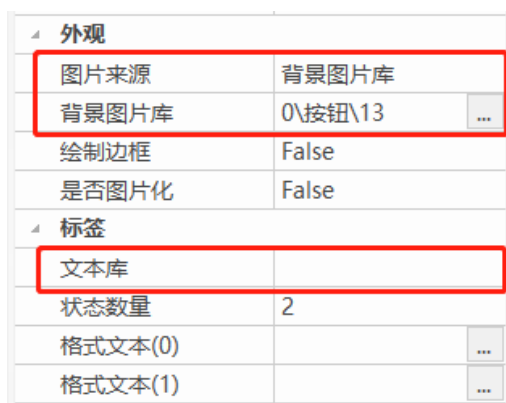 外观
图片来源 背景图片库
背景图片库 0\按钮\13 ...
绘制边框 False
是否图片化 False
标签
文本库
状态数量 2
格式文本(0) ...
格式文本(1) ...